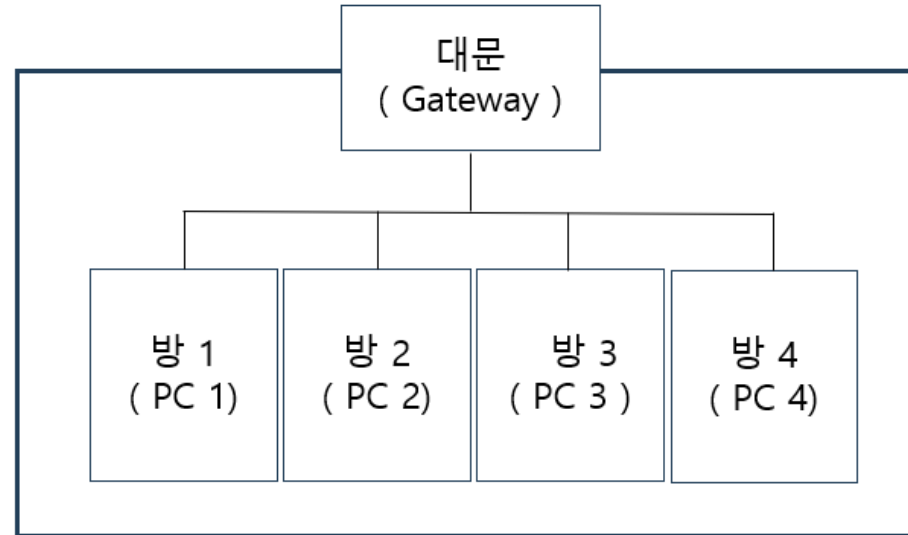 대문
( Gateway )
방 1
( PC 1)
방 2
( PC 2)
방 3
( PC 3 )
방 4
( PC 4)